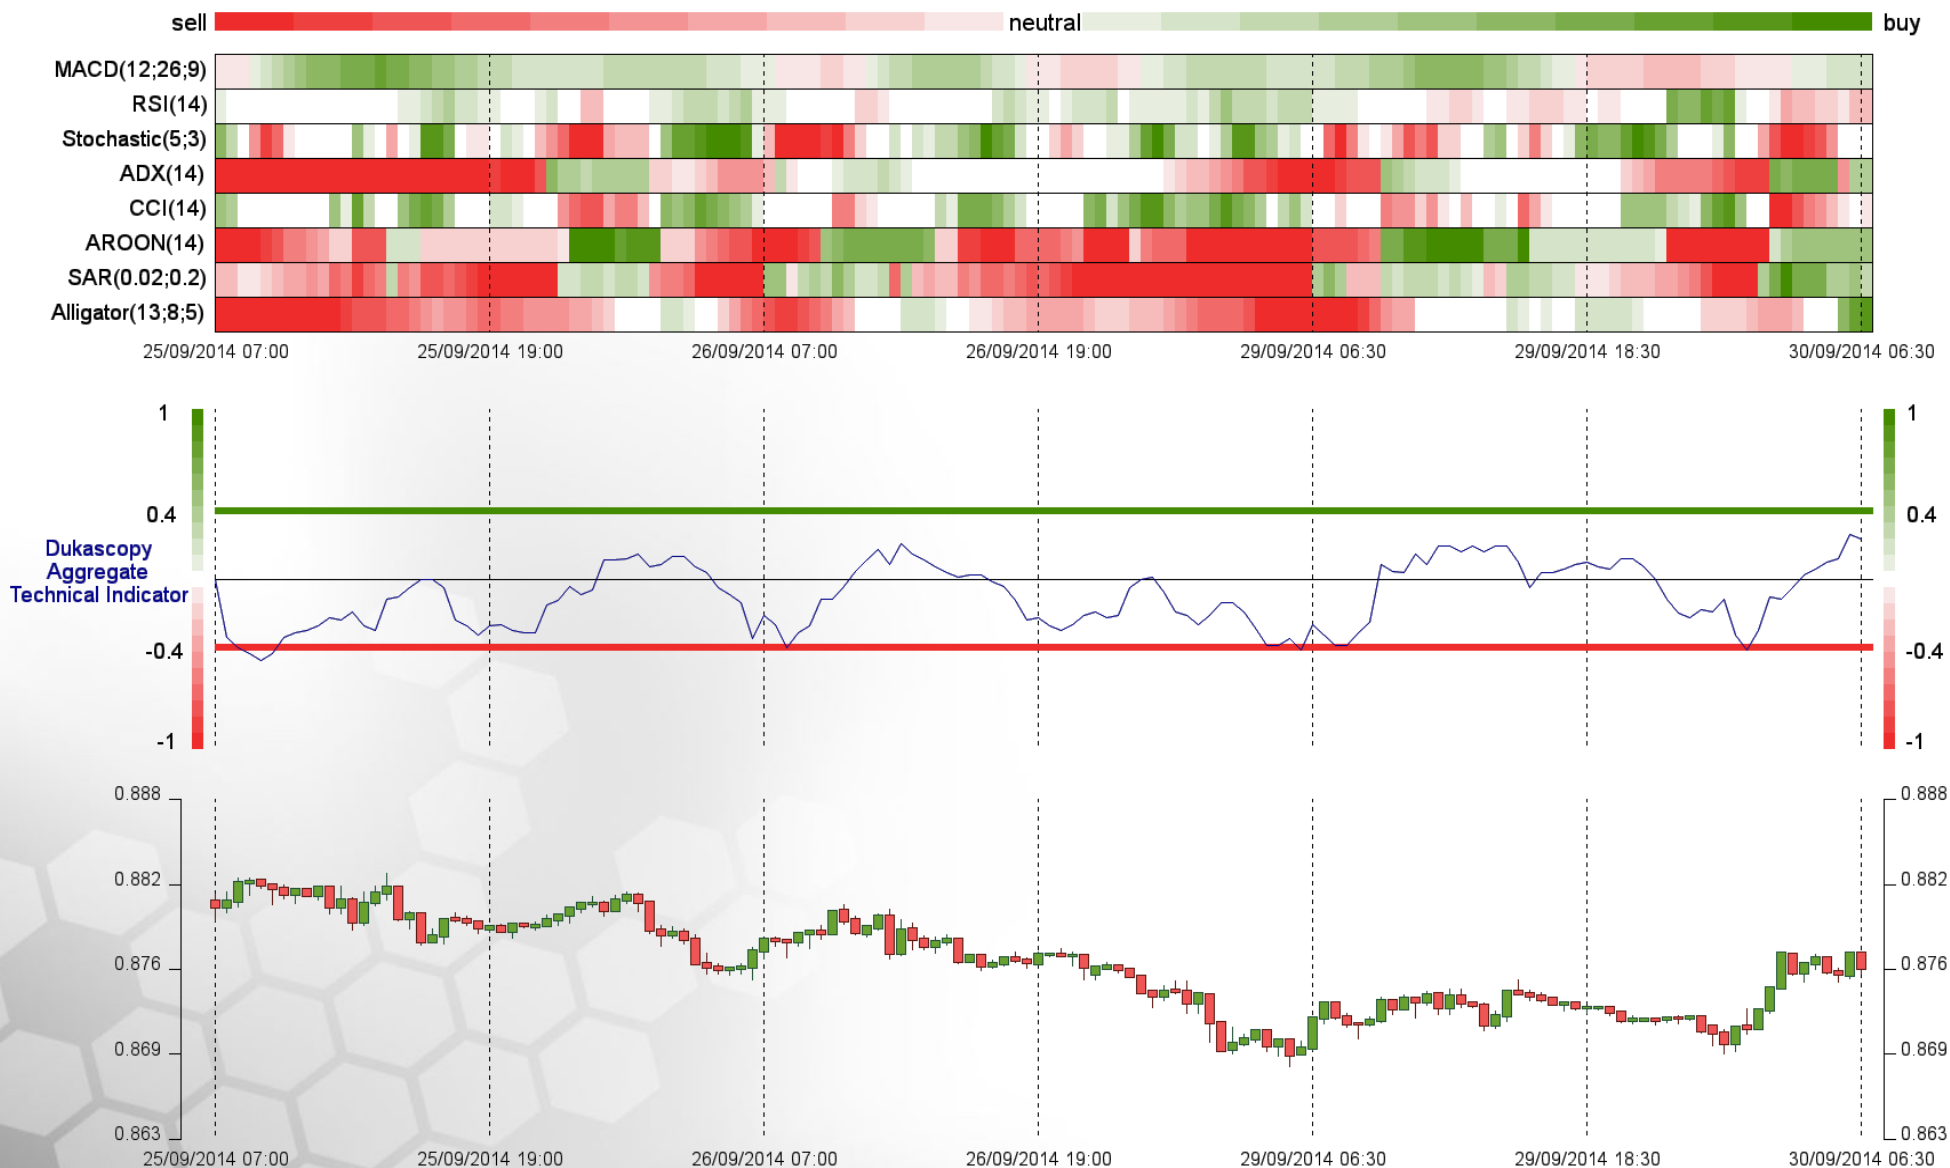 sell neutral buy
MACD(12;26;9)
RSI(14)
Stochastic(5;3)
ADX(14)
CCI(14)
AROON(14)
SAR(0.02;0.2)
Alligator(13;8;5)
25/09/2014 07:00 25/09/2014 19:00 26/09/2014 07:00 26/09/2014 19:00 29/09/2014 06:30 29/09/2014 18:30 30/09/2014 06:30
1 1
0.4 0.4
Dukascopy
Aggregate
Technical Indicator
-0.4 -0.4
-1 -1
0.888 0.888
0.882 0.882
0.876 0.876
0.869 0.869
0.863 0.863
25/09/2014 07:00 25/09/2014 19:00 26/09/2014 07:00 26/09/2014 19:00 29/09/2014 06:30 29/09/2014 18:30 30/09/2014 06:30